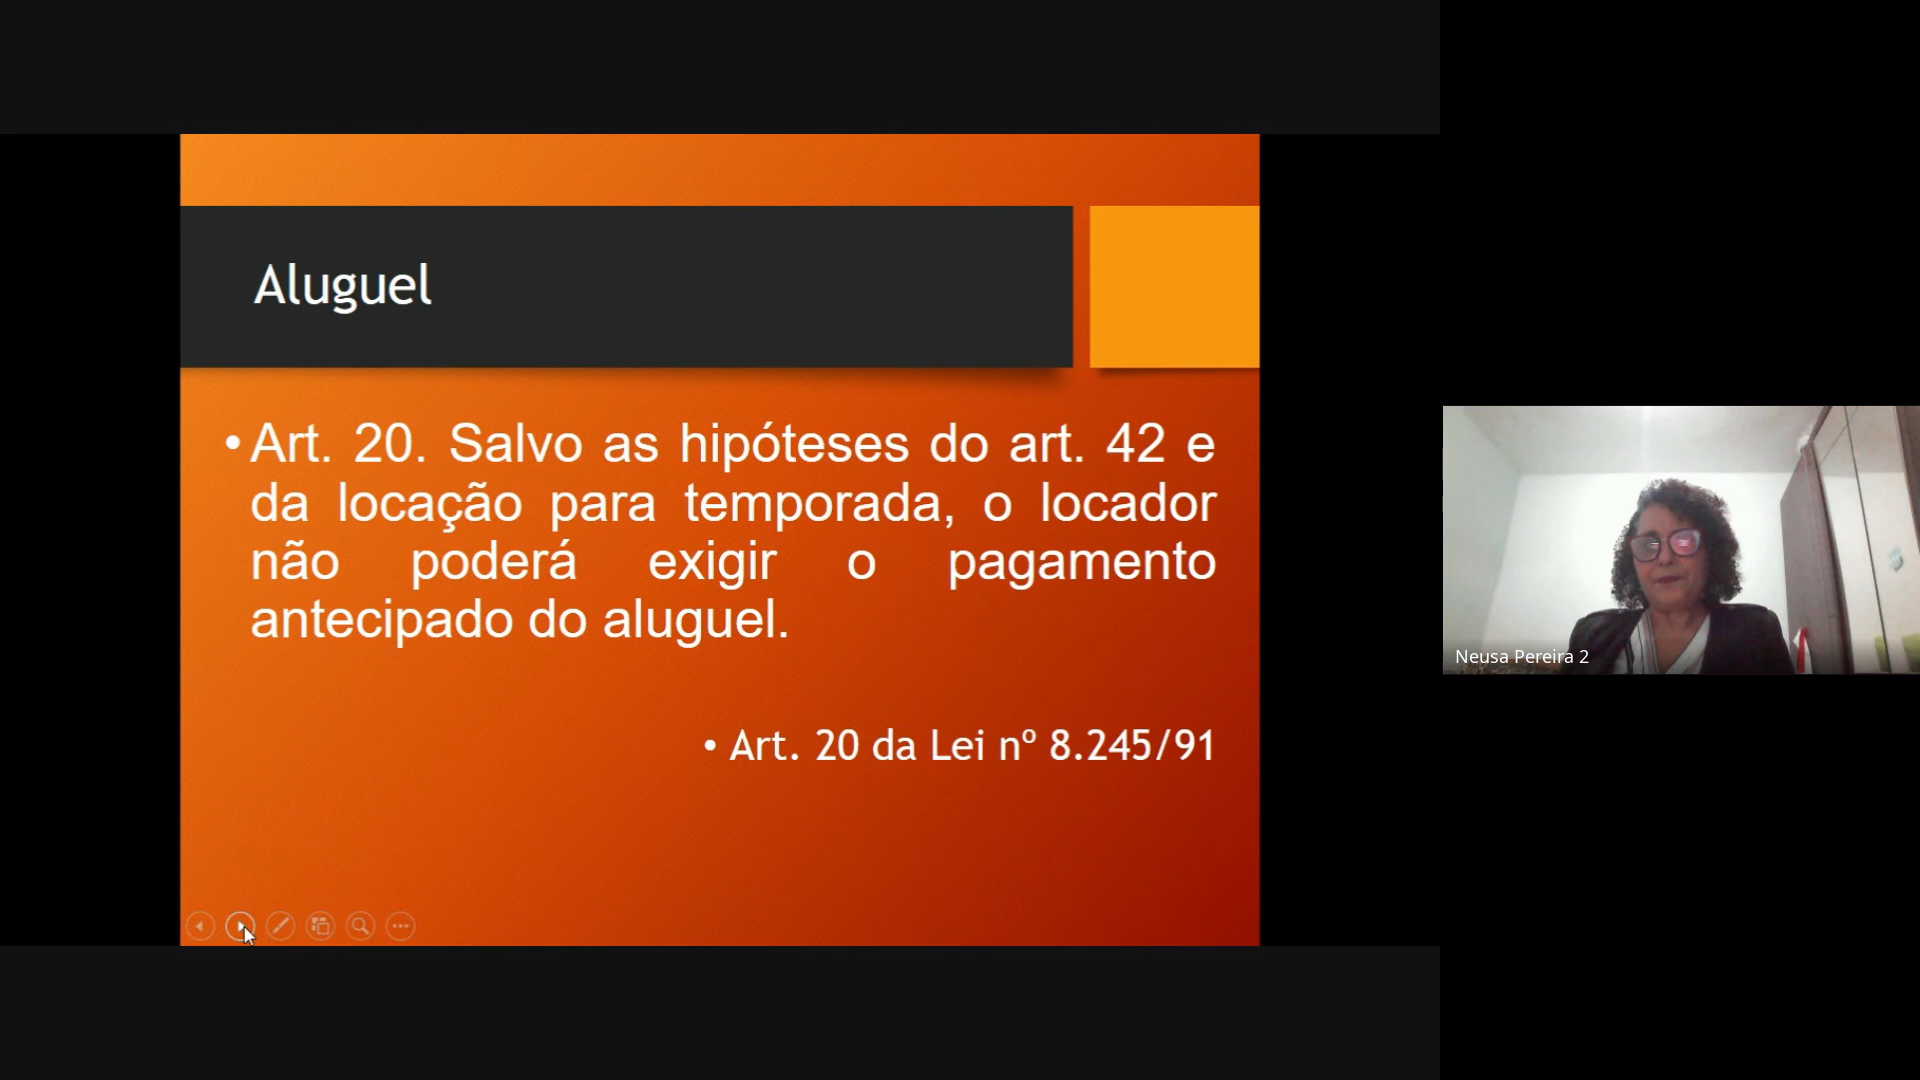 Aluguel
• Art. 20. Salvo as hipóteses do art. 42 e
da locação para temporada, o locador
não poderá exigir o pagamento
antecipado do aluguel.
• Art. 20 da Lei nº 8.245/91
Neusa Pereira 2